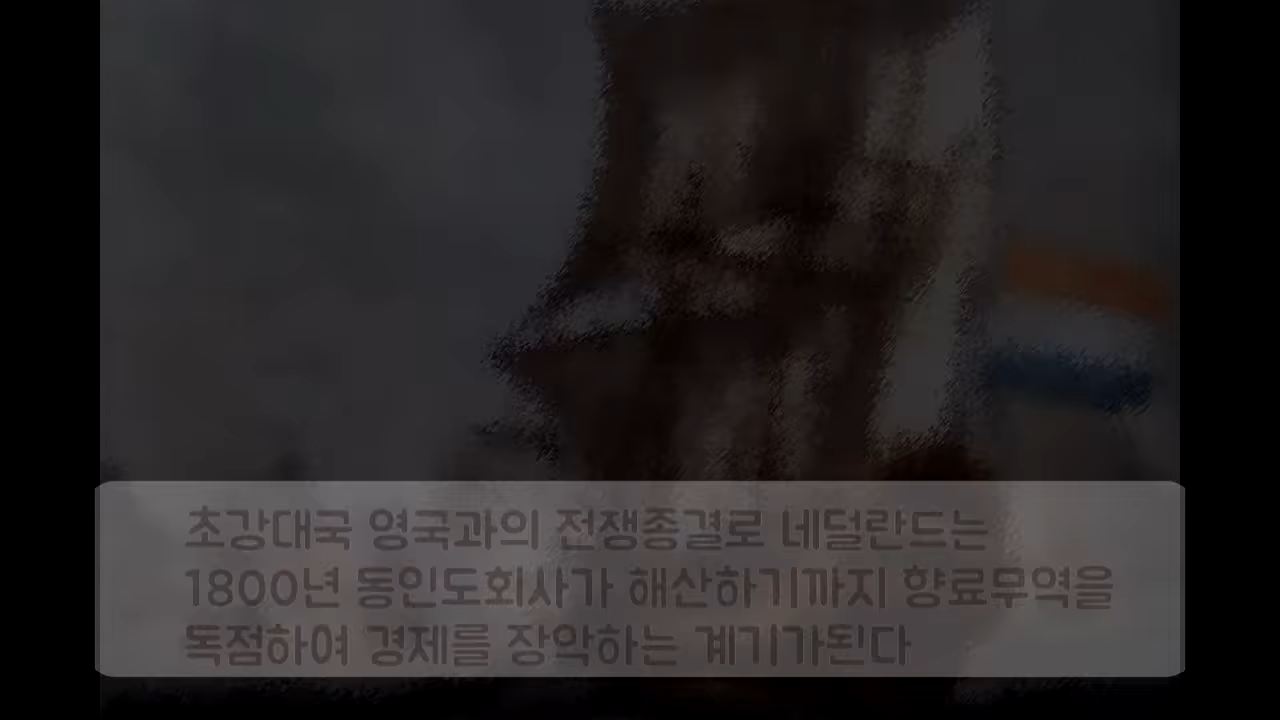 초강대국 영국과의 전쟁종결로 네덜란드는
1800년 동인도회사가 해산하기까지 향료무역을
독점하여 경제를 장악하는 계기가된다